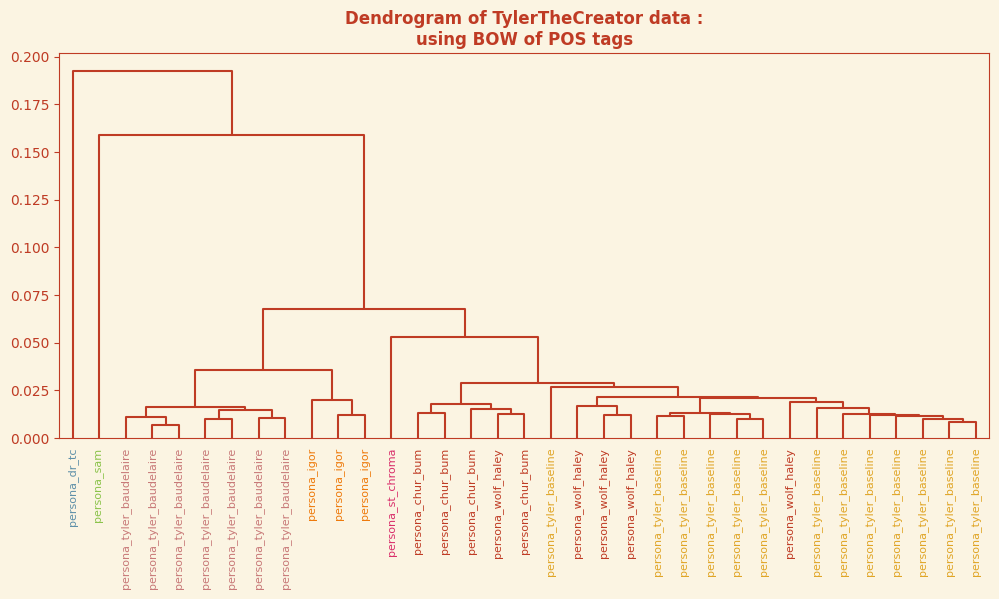 Dendrogram of TylerTheCreator data :
using BOW of POS tags
0.200
0.175
0.150
0.125
0.100
0.075
0.050
0.025
0.000
persona_dr_tc
persona_sam
persona_tyler_baudelaire
persona_tyler_baudelaire
persona_tyler_baudelaire
persona_tyler_baudelaire
persona_tyler_baudelaire
persona_tyler_baudelaire
persona_tyler_baudelaire
persona_igor
persona_igor
persona_igor
persona_st_chroma
persona_chur_bum
persona_chur_bum
persona_chur_bum
persona_wolf_haley
persona_chur_bum
persona_tyler_baseline
persona_wolf_haley
persona_wolf_haley
persona_wolf_haley
persona_tyler_baseline
persona_tyler_baseline
persona_tyler_baseline
persona_tyler_baseline
persona_tyler_baseline
persona_wolf_haley
persona_tyler_baseline
persona_tyler_baseline
persona_tyler_baseline
persona_tyler_baseline
persona_tyler_baseline
persona_tyler_baseline
persona_tyler_baseline